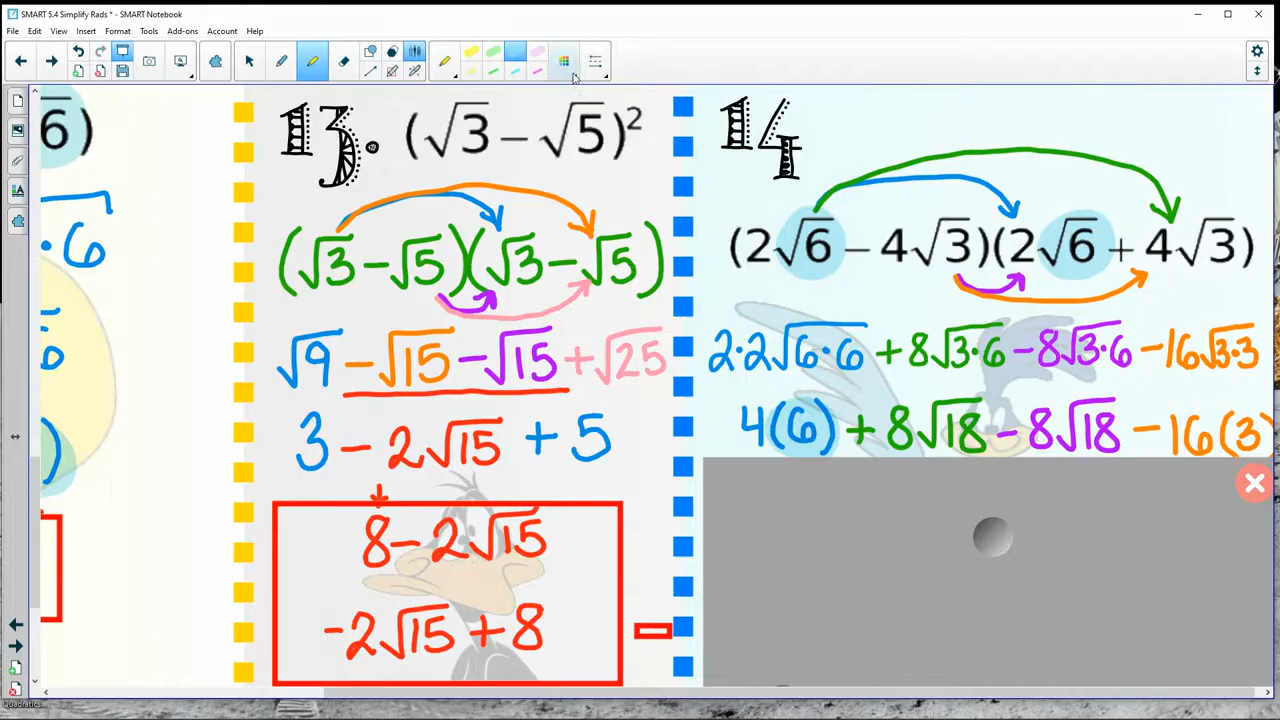 SMART 5.4 Simplify Rads * - SMART Notebook
File Edit View Insert Format Tools Add-ons Account Help
√6)
· 6
)
13. (√3 − √5)²
(√3 − √5)(√3 − √5)
√9 − √15 − √15 + √25
3 − 2√15 + 5
8 − 2√15
-2√15 + 8
14
(2√6 − 4√3)(2√6 + 4√3)
2·2√6·6 + 8√3·6 − 8√3·6 − 16√3·3
4(6) + 8√18 − 8√18 − 16(3
Quadratics...